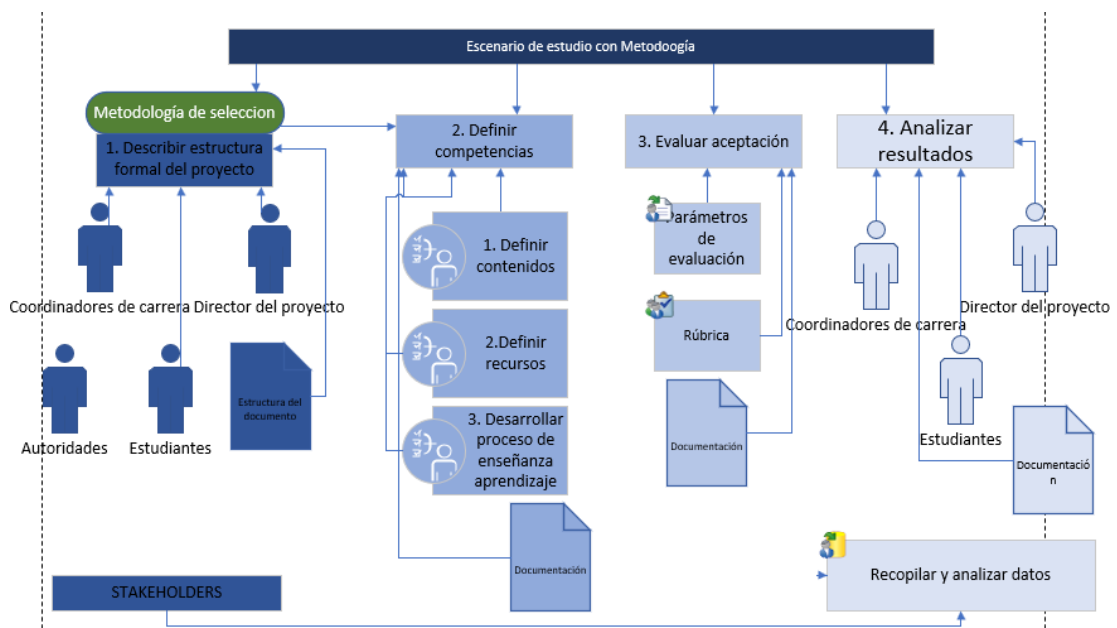 Escenario de estudio con Metodoogía
Metodología de seleccion
1. Describir estructura
formal del proyecto
Coordinadores de carrera
Director del proyecto
Autoridades
Estudiantes
Estructura del
documento
2. Definir
competencias
1. Definir
contenidos
2.Definir
recursos
3. Desarrollar
proceso de
enseñanza
aprendizaje
Documentación
3. Evaluar aceptación
Parámetros
de
evaluación
Rúbrica
Documentación
4. Analizar
resultados
Coordinadores de carrera
Director del proyecto
Estudiantes
Documentació
n
STAKEHOLDERS
Recopilar y analizar datos